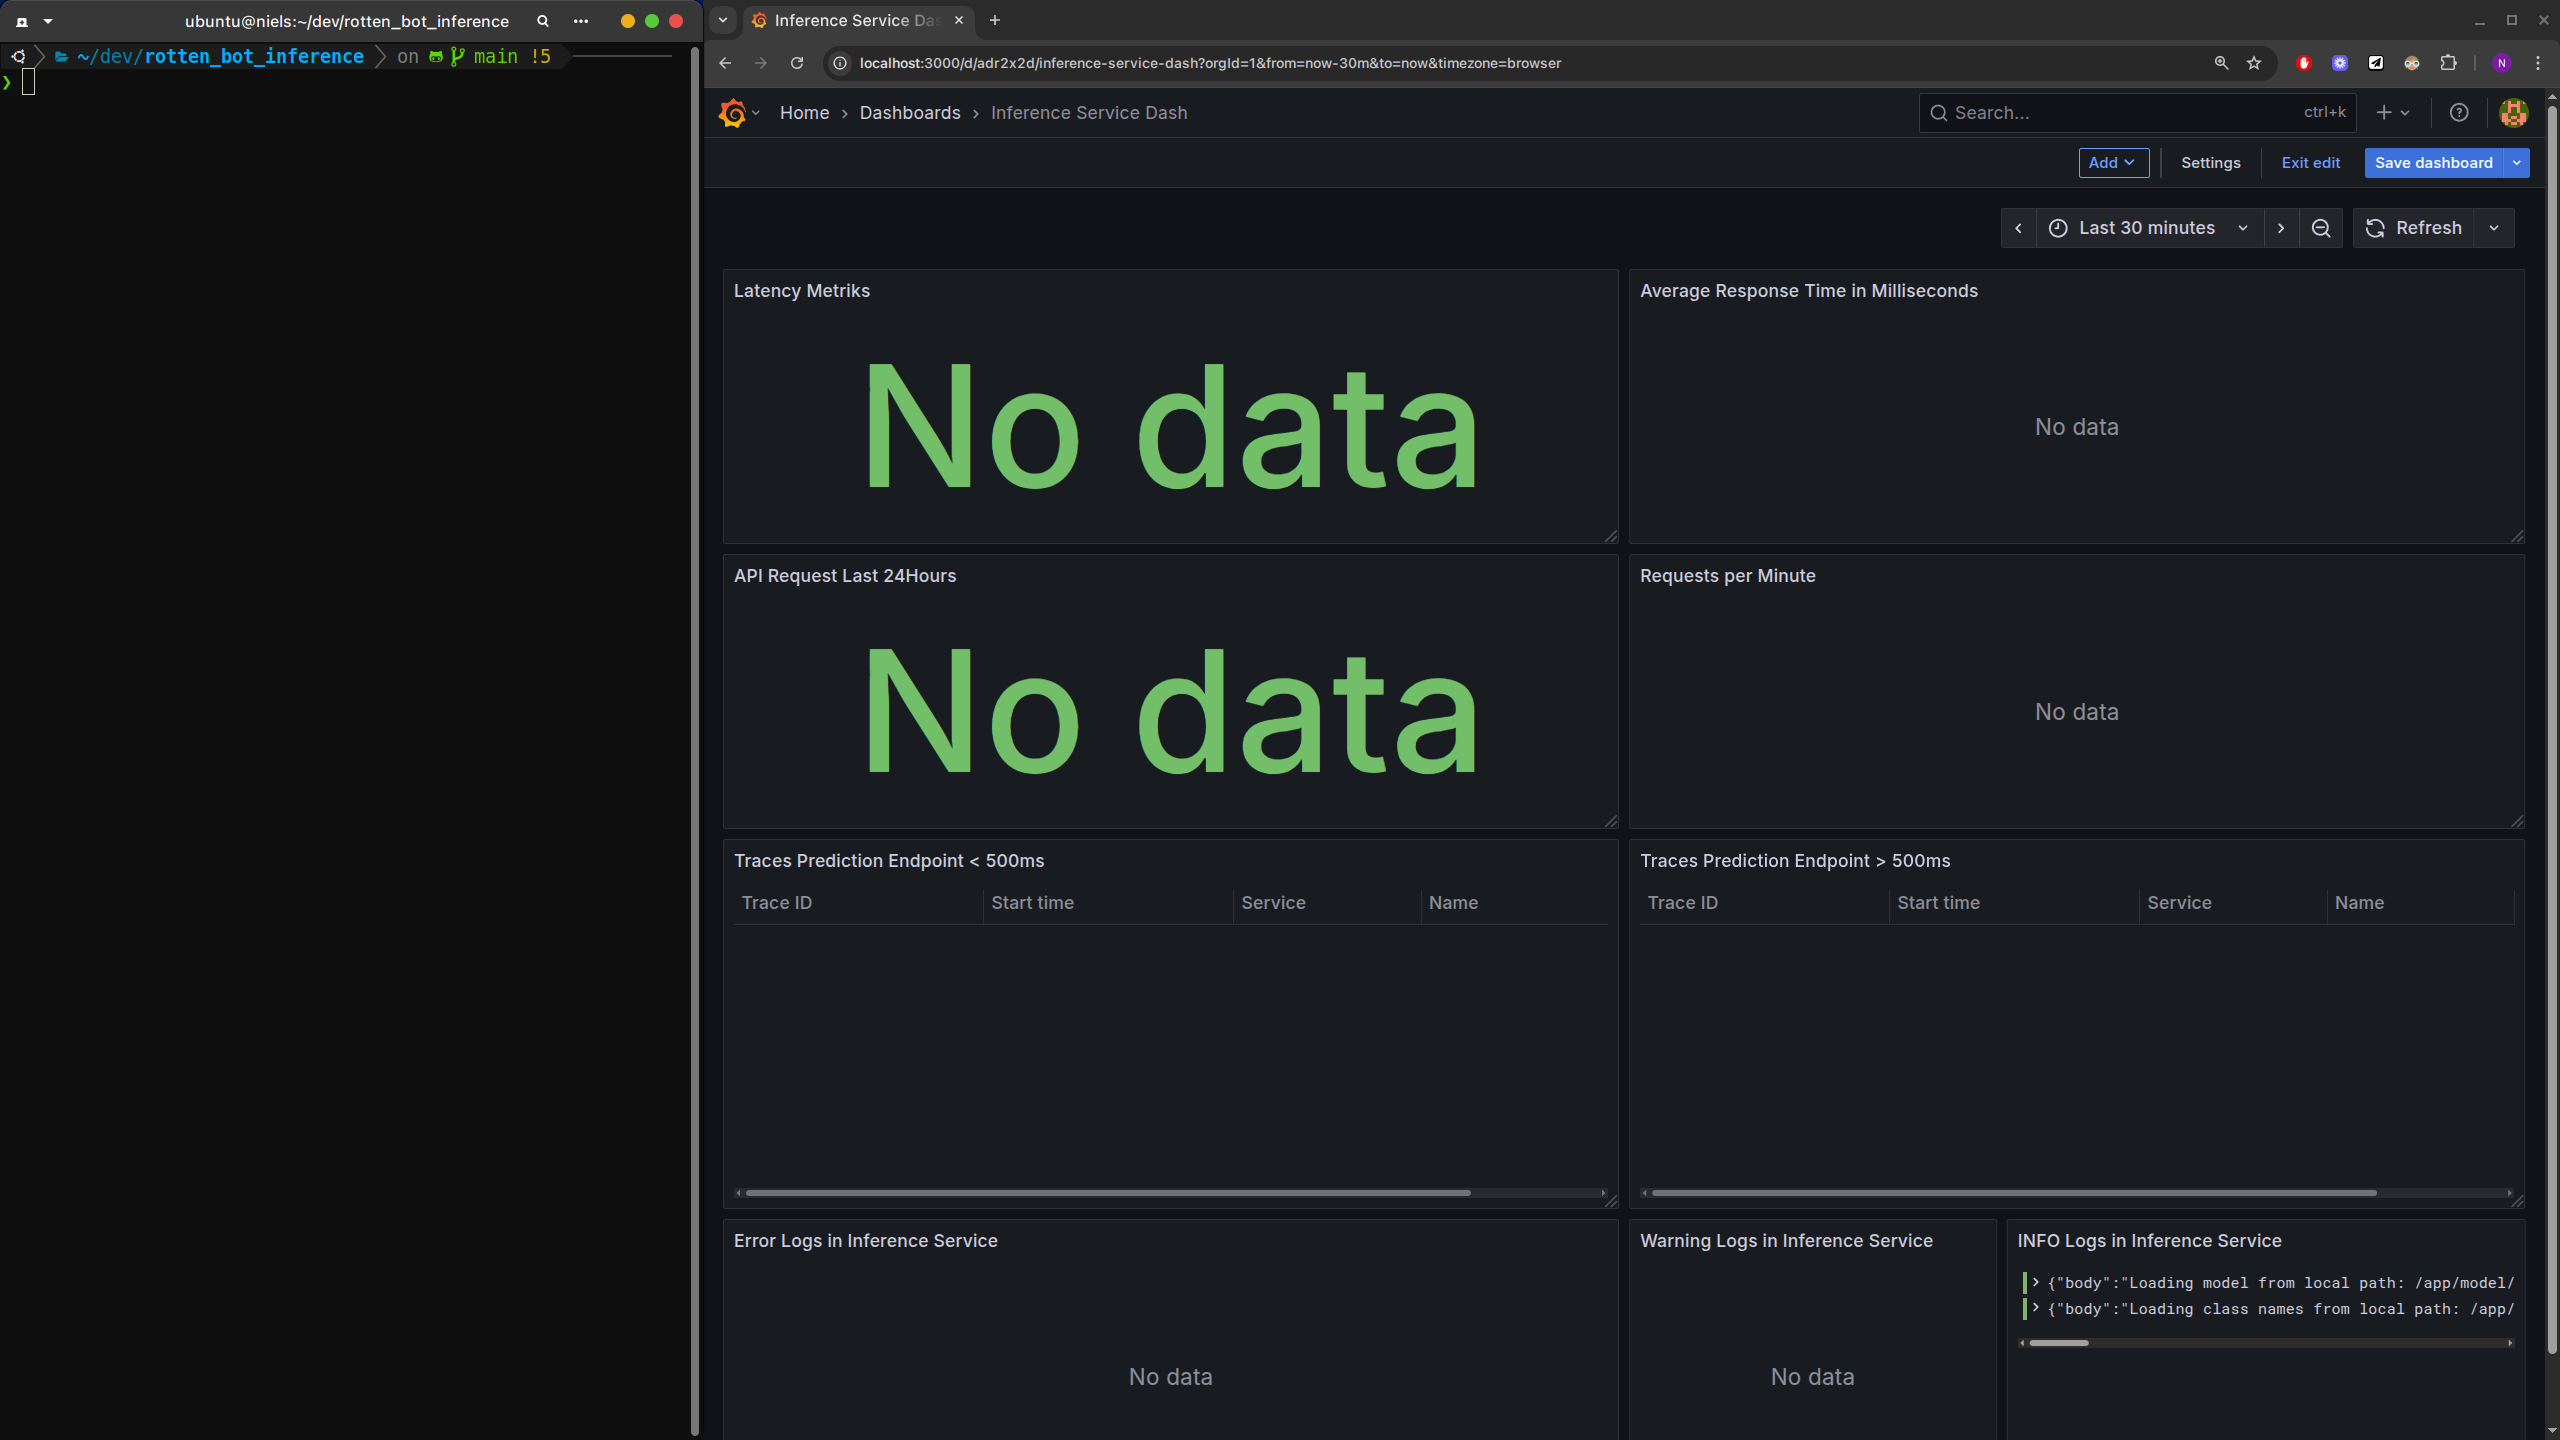 ubuntu@niels:~/dev/rotten_bot_inference
~/dev/rotten_bot_inference on main !5
❯
Inference Service Das
localhost:3000/d/adr2x2d/inference-service-dash?orgId=1&from=now-30m&to=now&timezone=browser
N
Home › Dashboards › Inference Service Dash
Search... ctrl+k
Add Settings Exit edit Save dashboard
Last 30 minutes Refresh
Latency Metriks
No data
Average Response Time in Milliseconds
No data
API Request Last 24Hours
No data
Requests per Minute
No data
Traces Prediction Endpoint < 500ms
Trace ID Start time Service Name
Traces Prediction Endpoint > 500ms
Trace ID Start time Service Name
Error Logs in Inference Service
No data
Warning Logs in Inference Service
No data
INFO Logs in Inference Service
{"body":"Loading model from local path: /app/model/
{"body":"Loading class names from local path: /app/